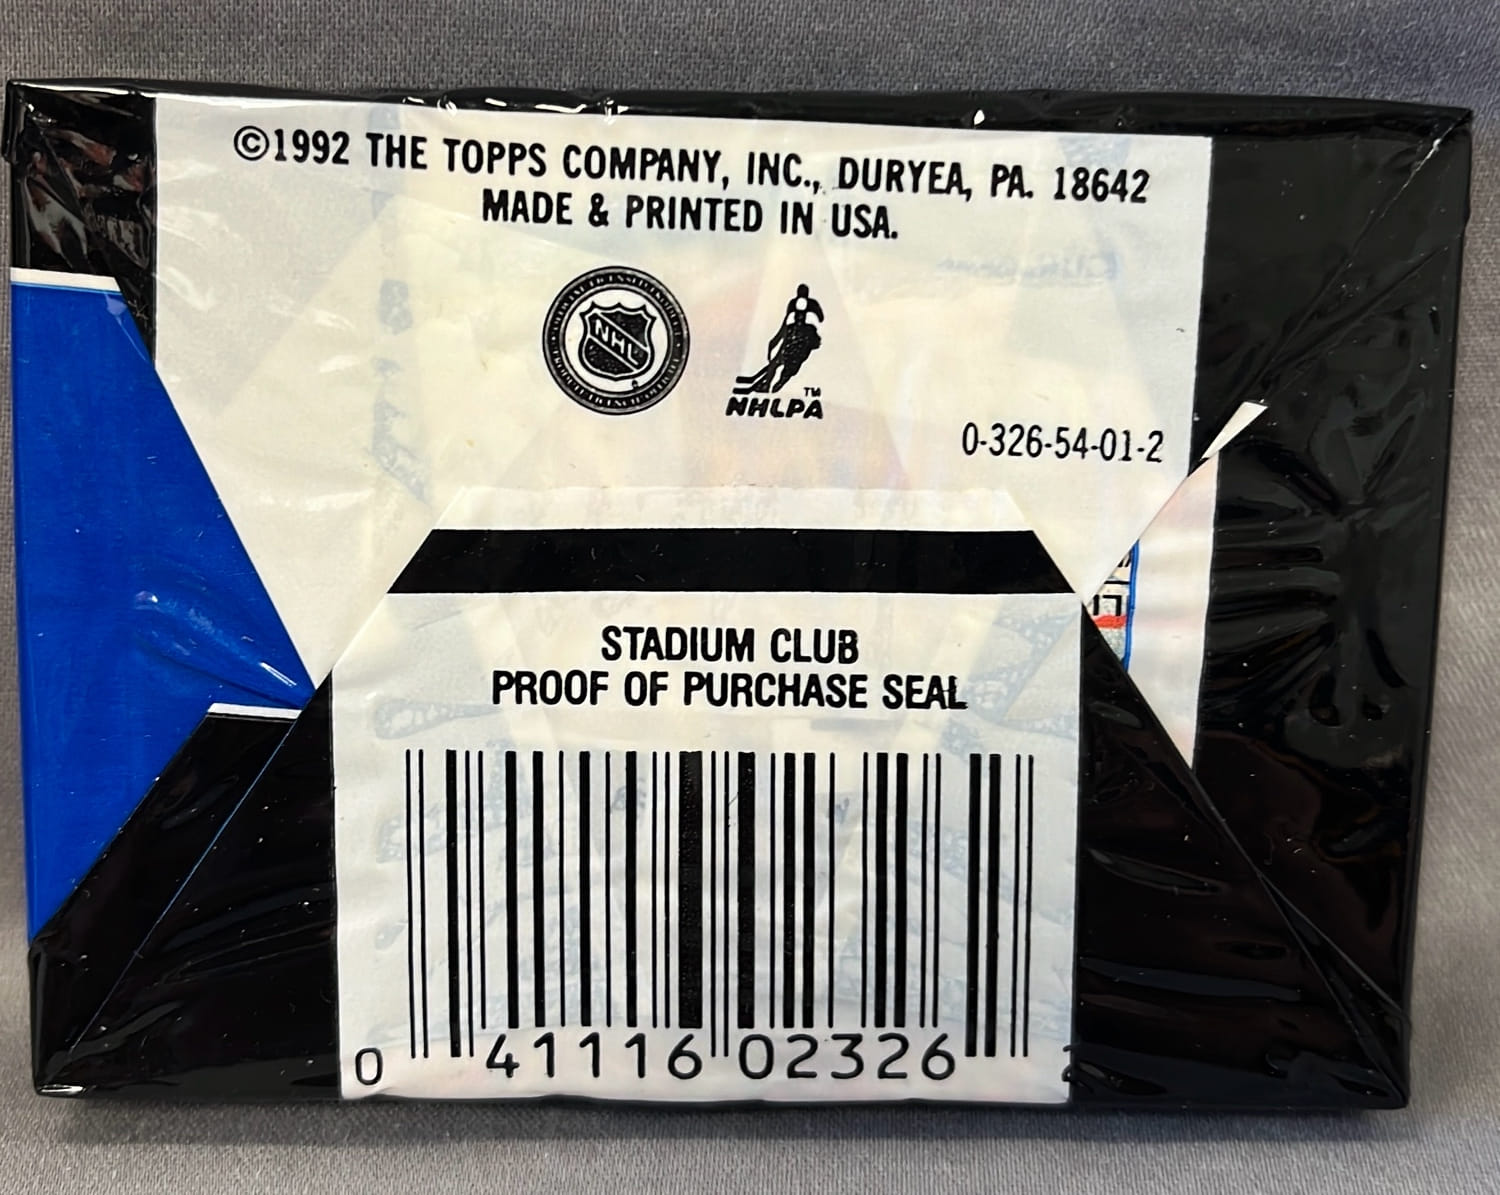 ©1992 THE TOPPS COMPANY, INC., DURYEA, PA. 18642
MADE & PRINTED IN USA.
NHL
TM
NHLPA
0-326-54-01-2
STADIUM CLUB
PROOF OF PURCHASE SEAL
0 41116 02326